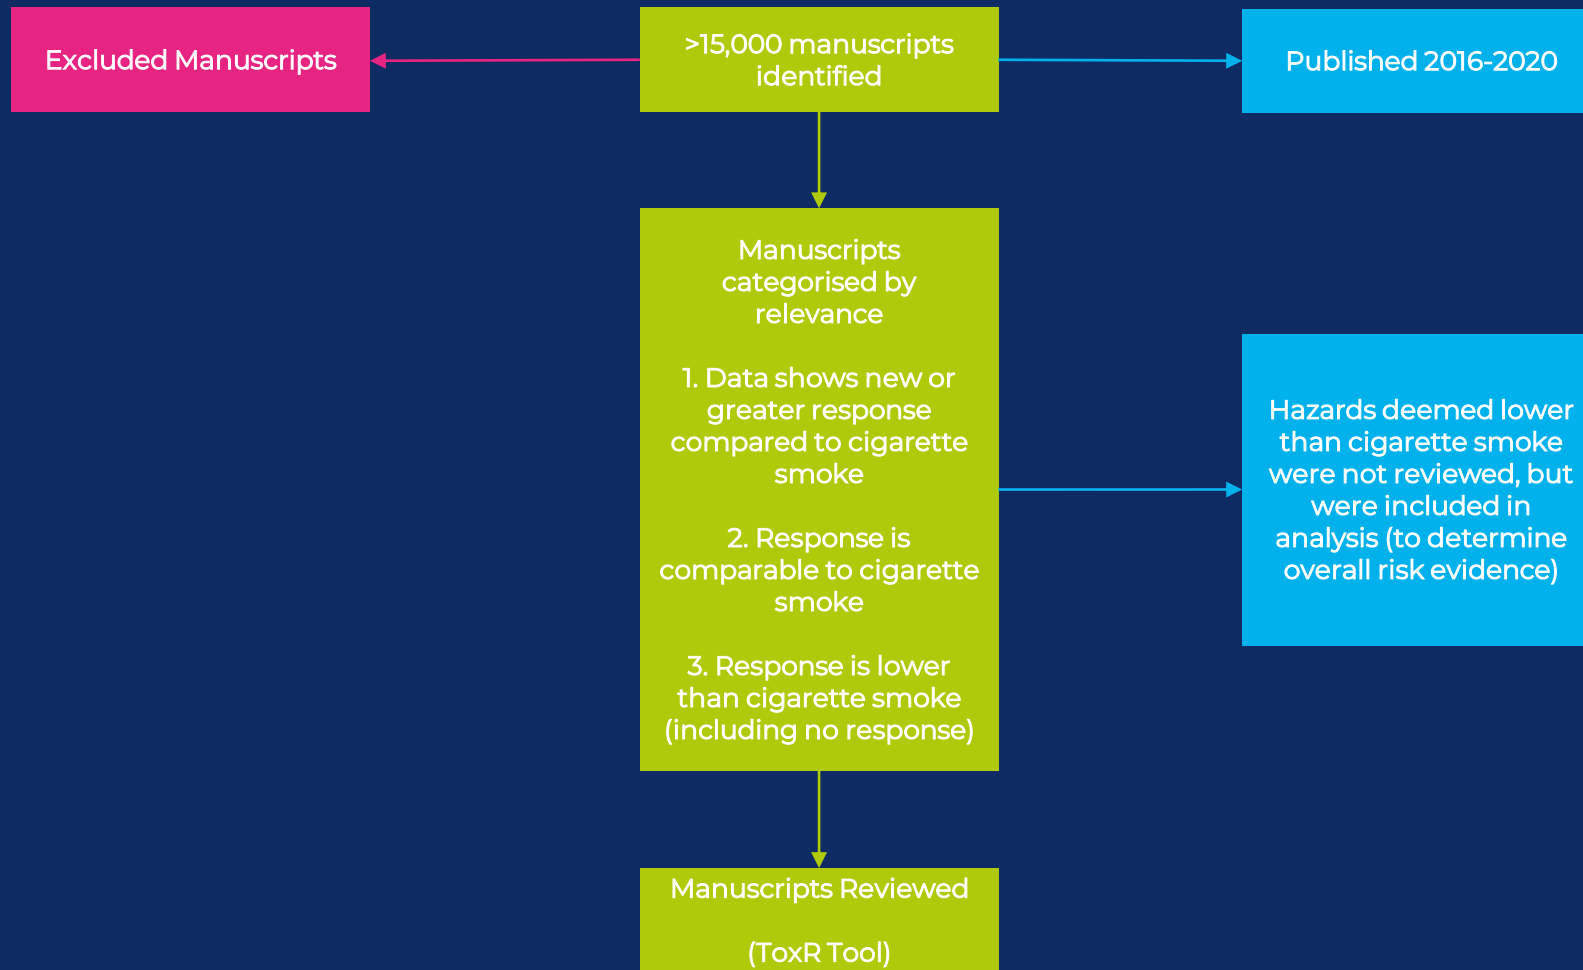 Excluded Manuscripts
>15,000 manuscripts
identified
Published 2016-2020
Manuscripts
categorised by
relevance
1. Data shows new or
greater response
compared to cigarette
smoke
2. Response is
comparable to cigarette
smoke
3. Response is lower
than cigarette smoke
(including no response)
Hazards deemed lower
than cigarette smoke
were not reviewed, but
were included in
analysis (to determine
overall risk evidence)
Manuscripts Reviewed
(ToxR Tool)